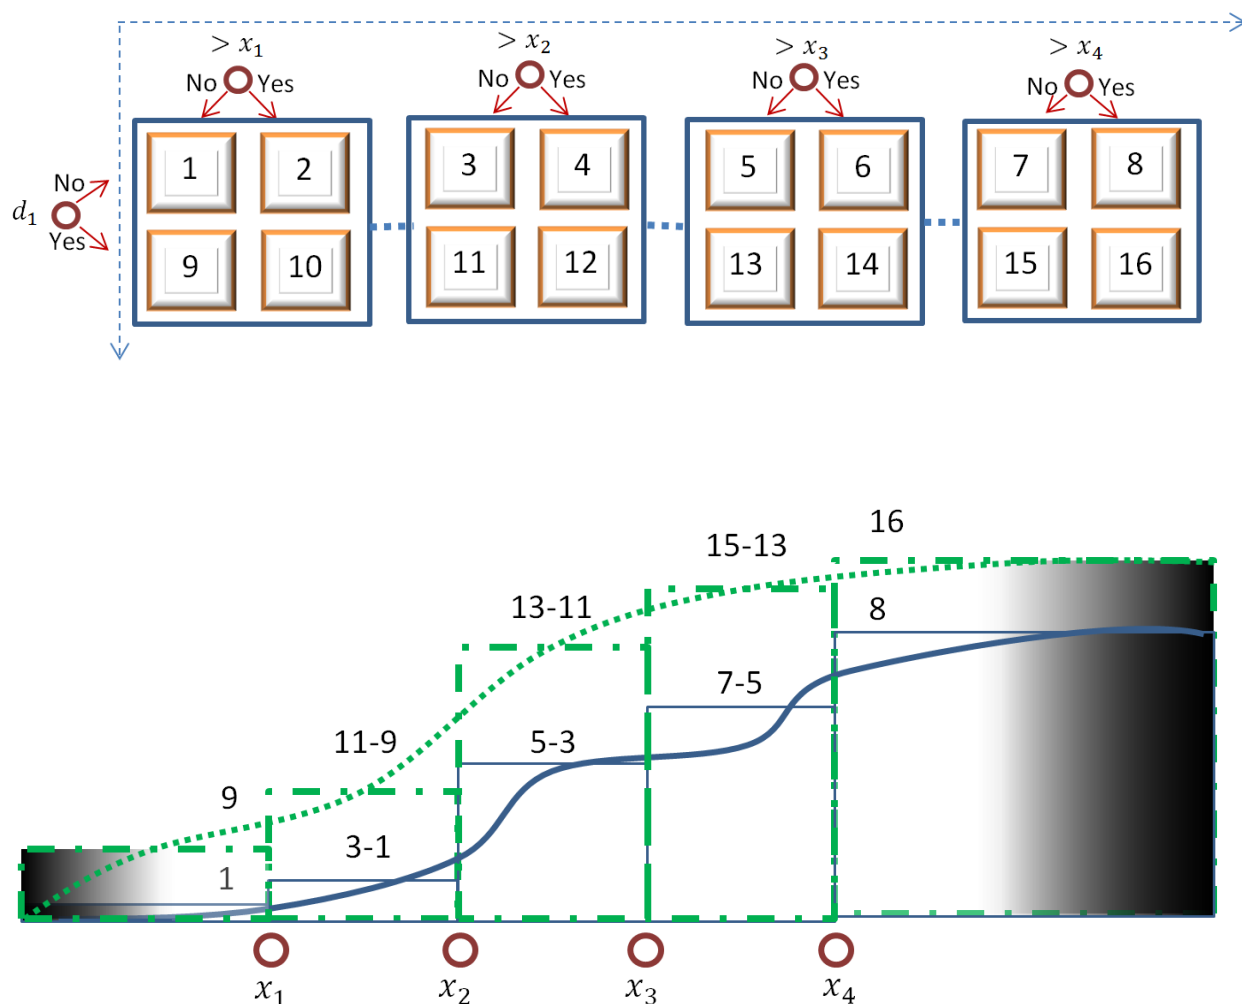 > x₁
> x₂
> x₃
> x₄
No Yes
No Yes
No Yes
No Yes
1 2
3 4
5 6
7 8
No
d₁
Yes
9 10
11 12
13 14
15 16
16
15-13
13-11
8
7-5
11-9
5-3
9
3-1
1
x₁
x₂
x₃
x₄